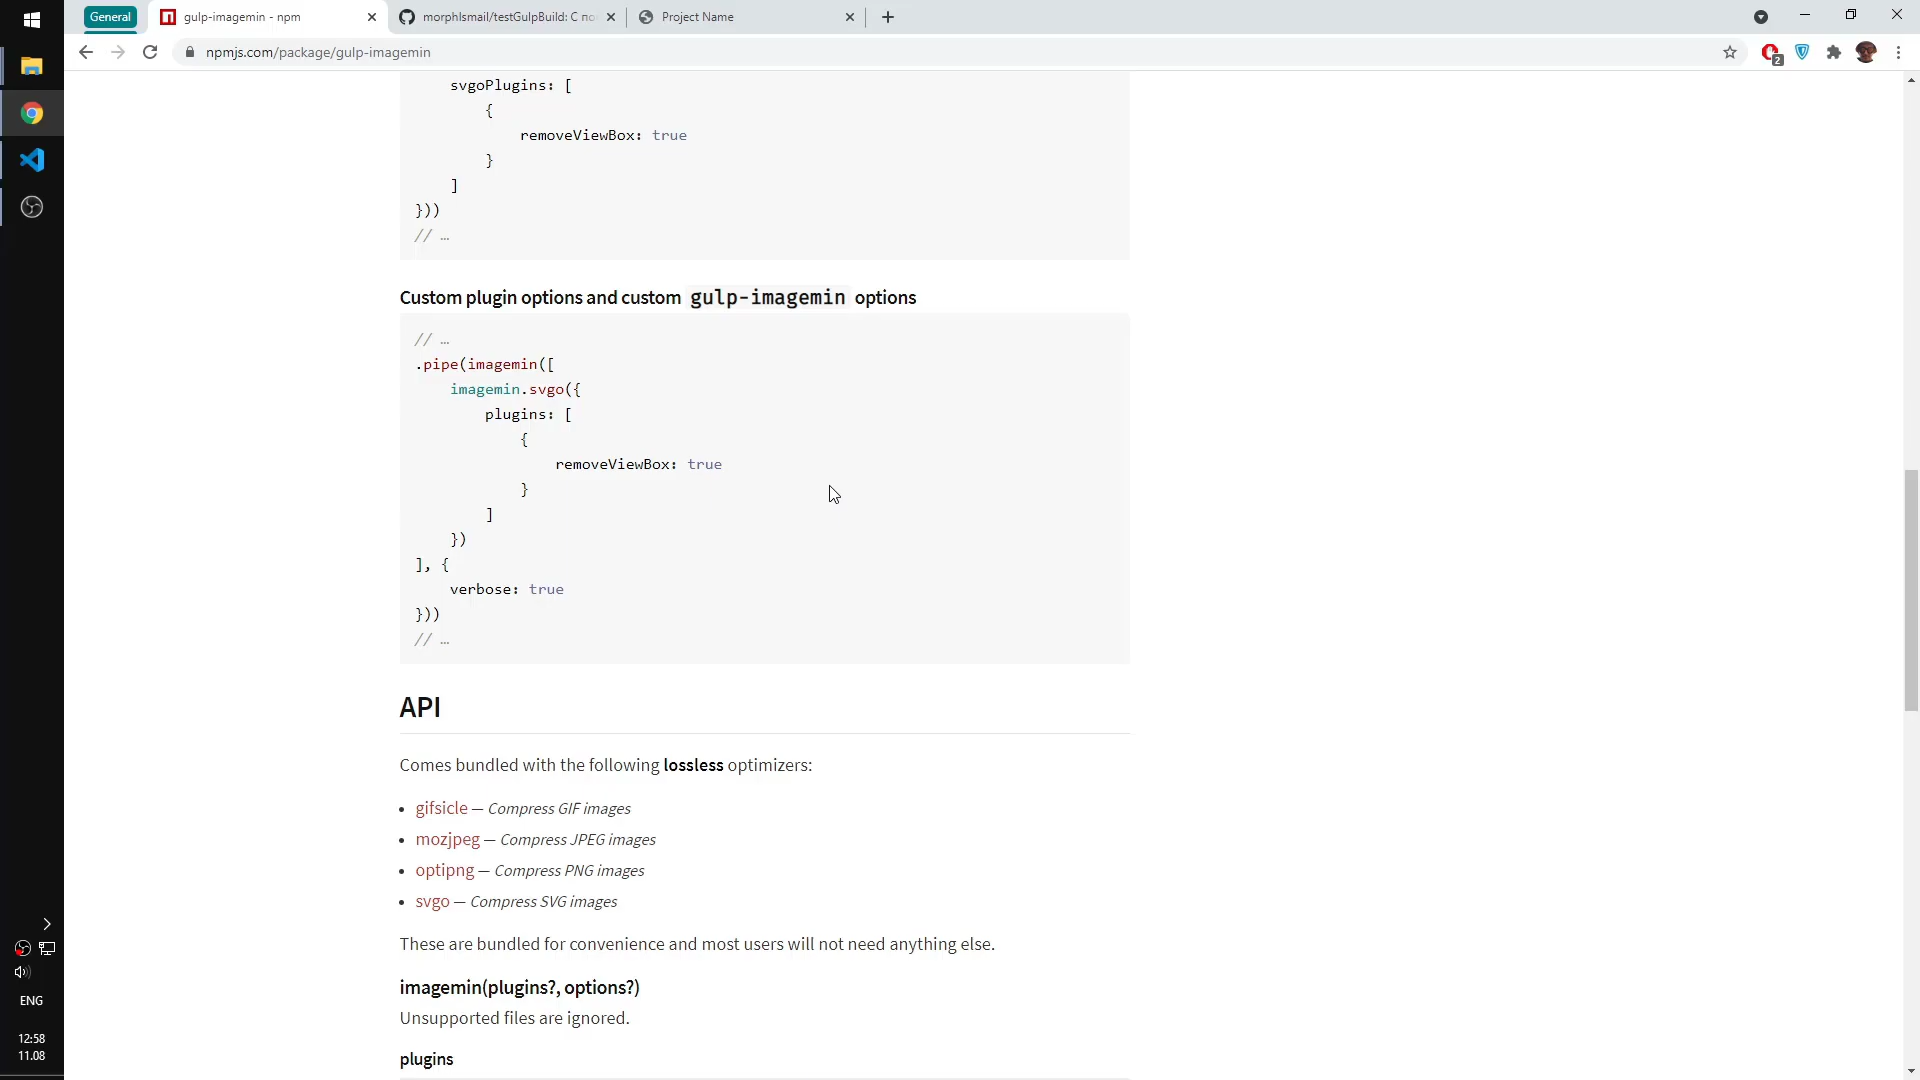 General
gulp-imagemin - npm
morphIsmail/testGulpBuild: С по
Project Name
npmjs.com/package/gulp-imagemin
2
svgoPlugins: [
{
removeViewBox: true
}
]
}))
// …
Custom plugin options and custom gulp-imagemin options
// …
.pipe(imagemin([
imagemin.svgo({
plugins: [
{
removeViewBox: true
}
]
})
], {
verbose: true
}))
// …
API
Comes bundled with the following lossless optimizers:
• gifsicle — Compress GIF images
• mozjpeg — Compress JPEG images
• optipng — Compress PNG images
• svgo — Compress SVG images
These are bundled for convenience and most users will not need anything else.
imagemin(plugins?, options?)
Unsupported files are ignored.
plugins
ENG
12:58
11.08